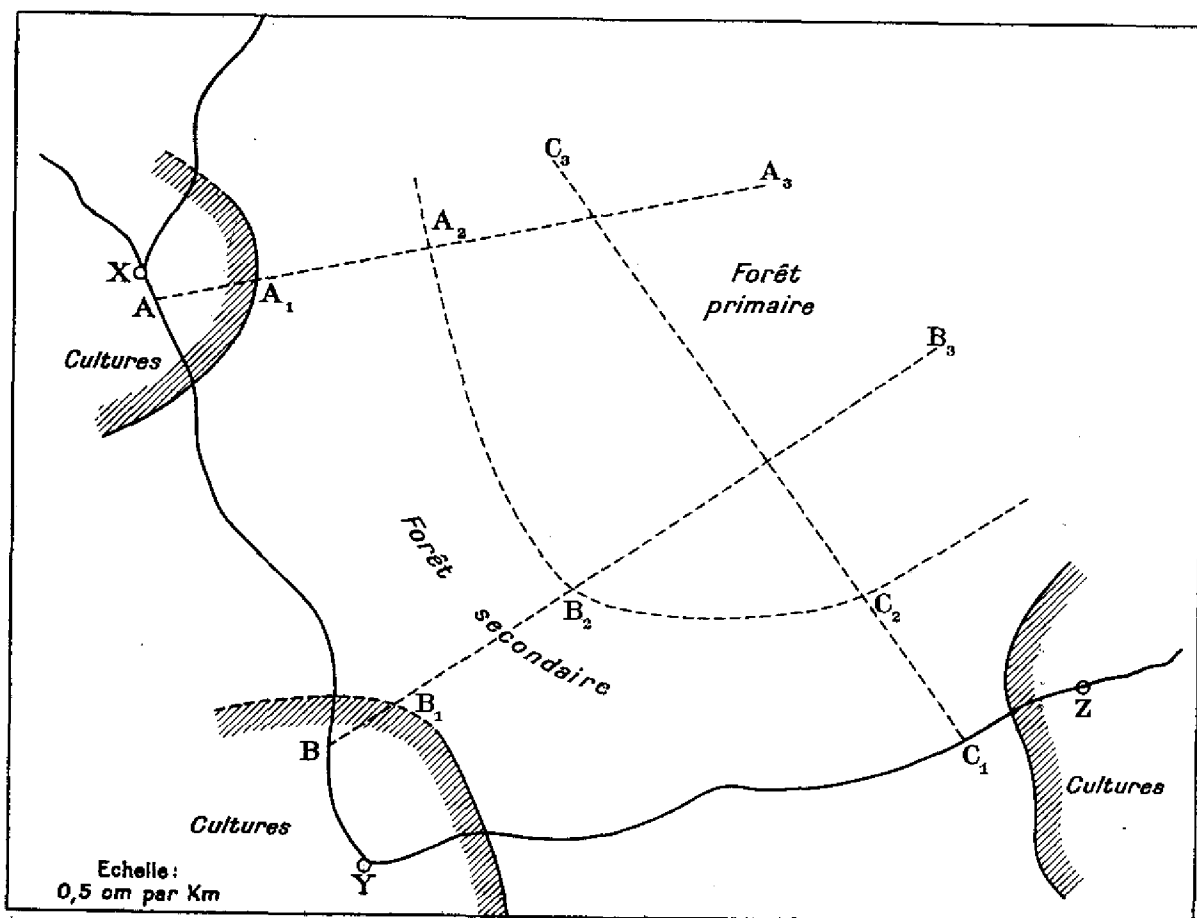 C₃
A₃
A₂
X
A
A₁
Forêt
primaire
Cultures
B₃
Forêt
secondaire
B₂
C₂
B₁
B
Z
C₁
Cultures
Cultures
Y
Echelle:
0,5 cm par Km